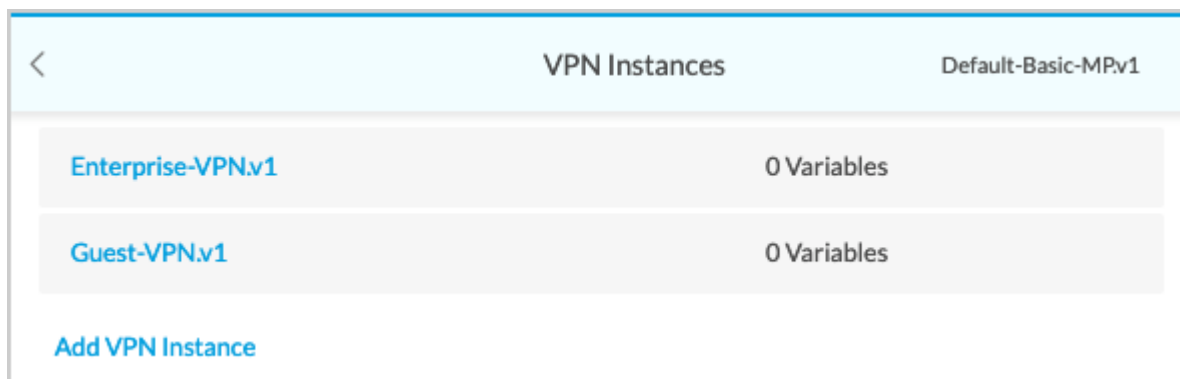 VPN Instances Default-Basic-MP.v1
Enterprise-VPN.v1 0 Variables
Guest-VPN.v1 0 Variables
Add VPN Instance